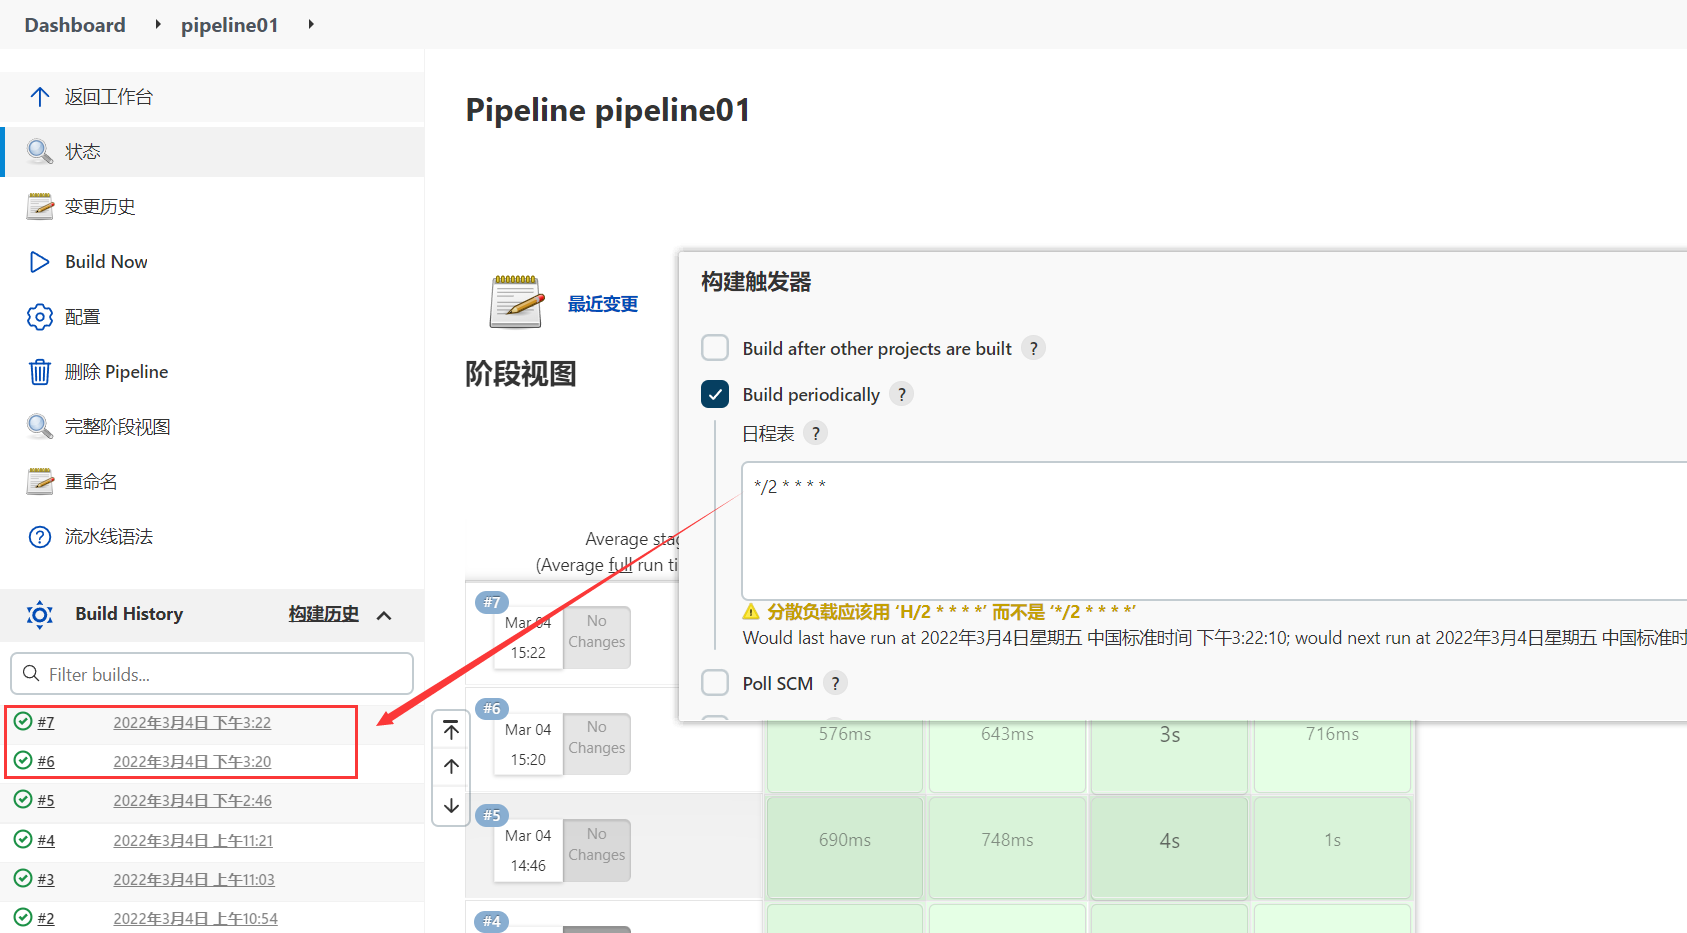 Dashboard
pipeline01
返回工作台
状态
变更历史
Build Now
配置
删除 Pipeline
完整阶段视图
重命名
流水线语法
Build History
构建历史
Filter builds...
#7 2022年3月4日 下午3:22
#6 2022年3月4日 下午3:20
#5 2022年3月4日 下午2:46
#4 2022年3月4日 上午11:21
#3 2022年3月4日 上午11:03
#2 2022年3月4日 上午10:54
Pipeline pipeline01
最近变更
阶段视图
构建触发器
Build after other projects are built ?
Build periodically ?
日程表 ?
*/2 * * * *
分散负载应该用 ‘H/2 * * * *’ 而不是 ‘*/2 * * * *’
Would last have run at 2022年3月4日星期五 中国标准时间 下午3:22:10; would next run at 2022年3月4日星期五 中国标准时
Poll SCM ?
Average
(Average full run
#7
Mar 04
15:22
No
Changes
#6
Mar 04
15:20
No
Changes
576ms
643ms
3s
716ms
#5
Mar 04
14:46
No
Changes
690ms
748ms
4s
1s
#4